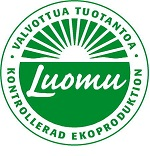 • VALVOTTUA TUOTANTOA •
Luomu
KONTROLLERAD EKOPRODUKTION